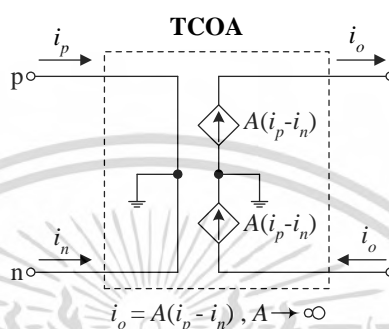 TCOA
i_p
i_o
p
A(i_p-i_n)
A(i_p-i_n)
i_n
i_o
n
i_o = A(i_p - i_n) , A → ∞